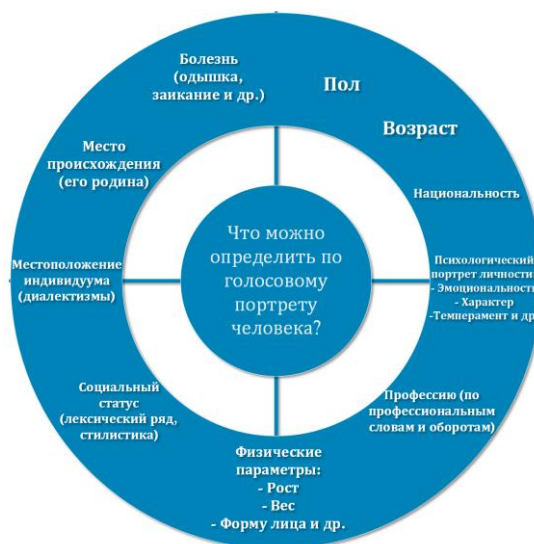 Болезнь
(одышка,
заикание и др.)
Пол
Возраст
Место
происхождения
(его родина)
Национальность
Что можно
определить по
голосовому
портрету
человека?
Местоположение
индивидуума
(диалектизмы)
Психологический
портрет личности:
- Эмоциональность
- Характер
-Темперамент и др.
Социальный
статус
(лексический ряд,
стилистика)
Профессию (по
профессиональным
словам и оборотам)
Физические
параметры:
- Рост
- Вес
- Форму лица и др.